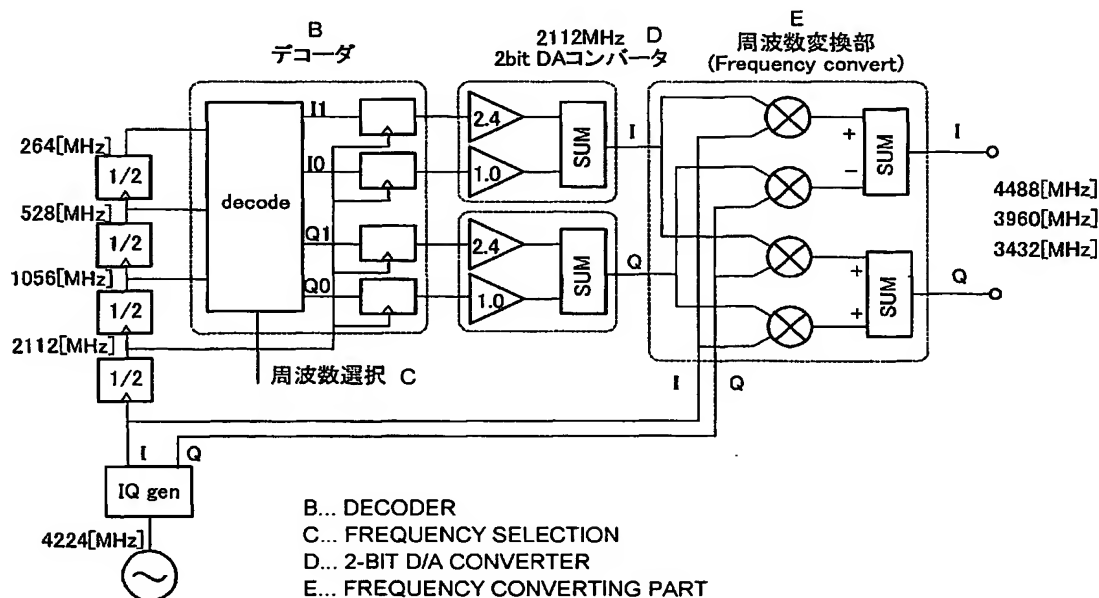 B
デコーダ
2112MHz D
2bit DAコンバータ
E
周波数変換部
(Frequency convert)
264[MHz]
1/2
528[MHz]
1/2
1056[MHz]
1/2
2112[MHz]
1/2
decode
I1
I0
Q1
Q0
2.4
1.0
SUM
I
2.4
1.0
SUM
Q
+
−
SUM
I
+
+
SUM
Q
4488[MHz]
3960[MHz]
3432[MHz]
周波数選択 C
I
Q
I
Q
IQ gen
4224[MHz]
B... DECODER
C... FREQUENCY SELECTION
D... 2-BIT D/A CONVERTER
E... FREQUENCY CONVERTING PART